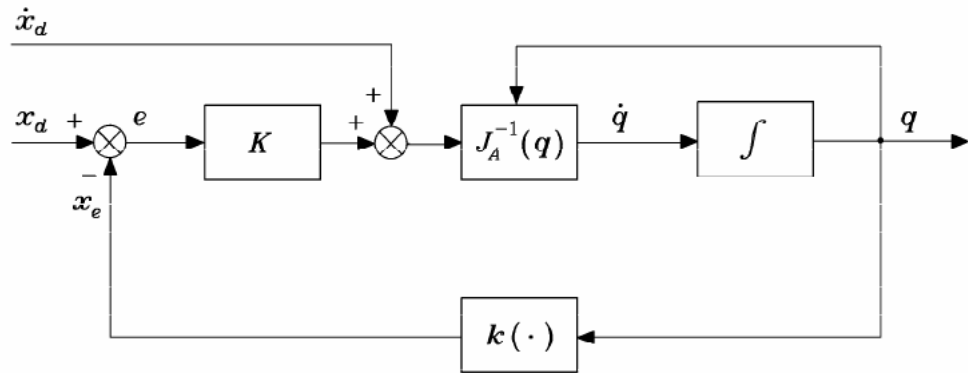 ẋ_d
x_d + e K + + J_A^{-1}(q) q̇ ∫ q
−
x_e
k(·)